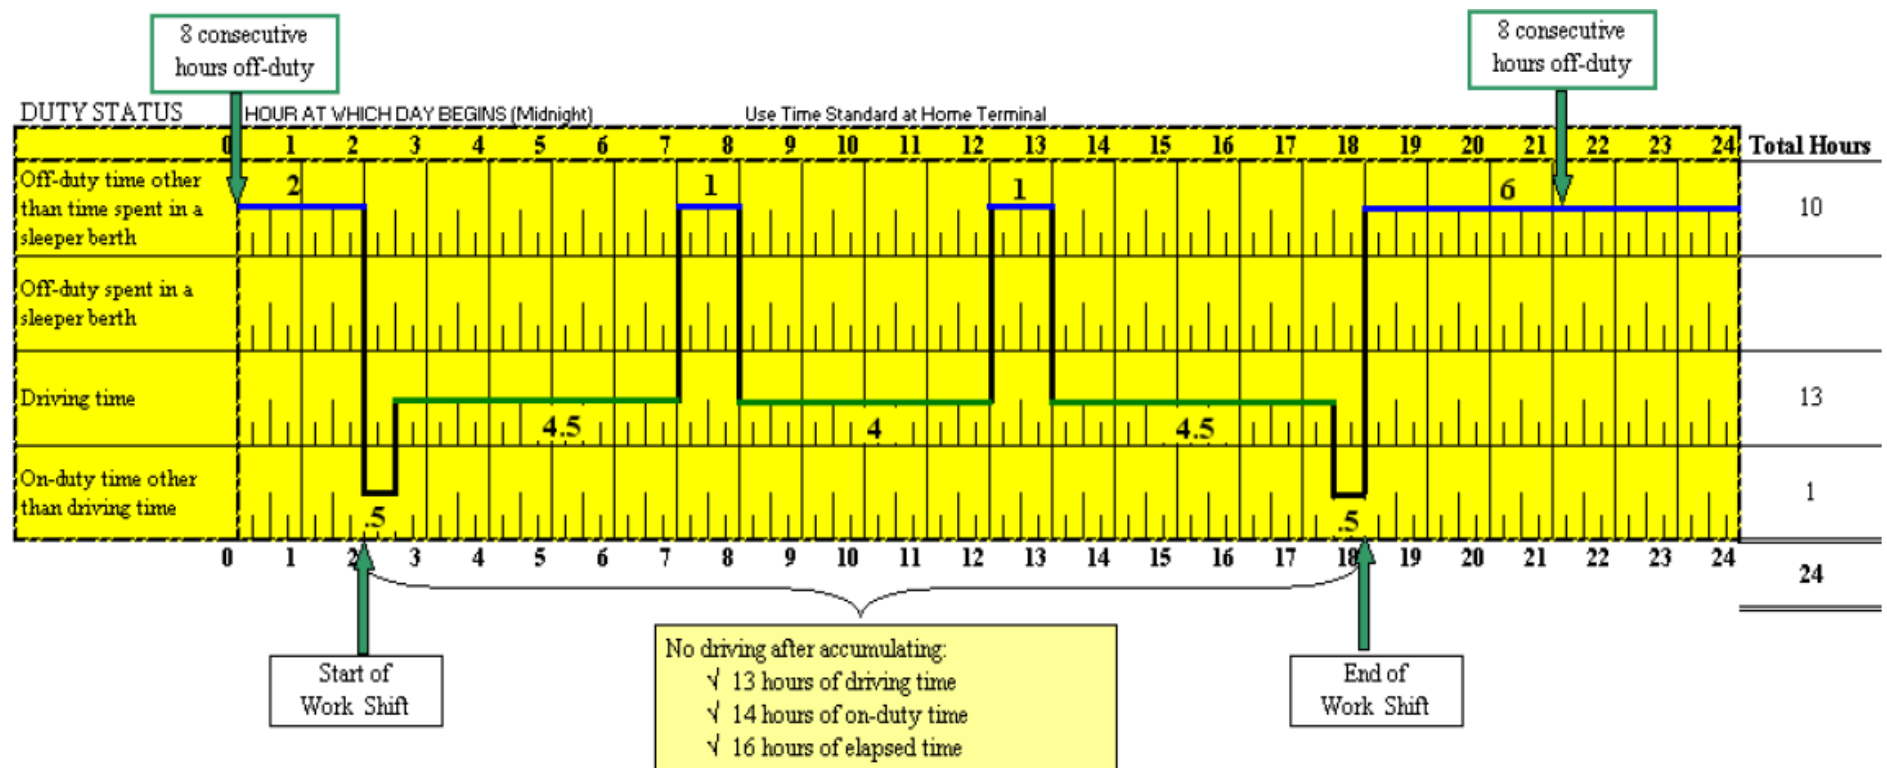 8 consecutive
hours off-duty
8 consecutive
hours off-duty
DUTY STATUS
HOUR AT WHICH DAY BEGINS (Midnight)
Use Time Standard at Home Terminal
0 1 2 3 4 5 6 7 8 9 10 11 12 13 14 15 16 17 18 19 20 21 22 23 24 Total Hours
Off-duty time other
than time spent in a
sleeper berth
2 1 1 6
10
Off-duty spent in a
sleeper berth
Driving time
4.5 4 4.5
13
On-duty time other
than driving time
.5 .5
1
0 1 2 3 4 5 6 7 8 9 10 11 12 13 14 15 16 17 18 19 20 21 22 23 24
24
Start of
Work Shift
No driving after accumulating:
√ 13 hours of driving time
√ 14 hours of on-duty time
√ 16 hours of elapsed time
End of
Work Shift